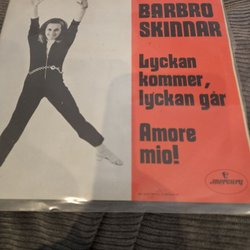 BARBRO
SKINNAR
Lyckan
kommer,
lyckan går
Amore
mio!
mercury